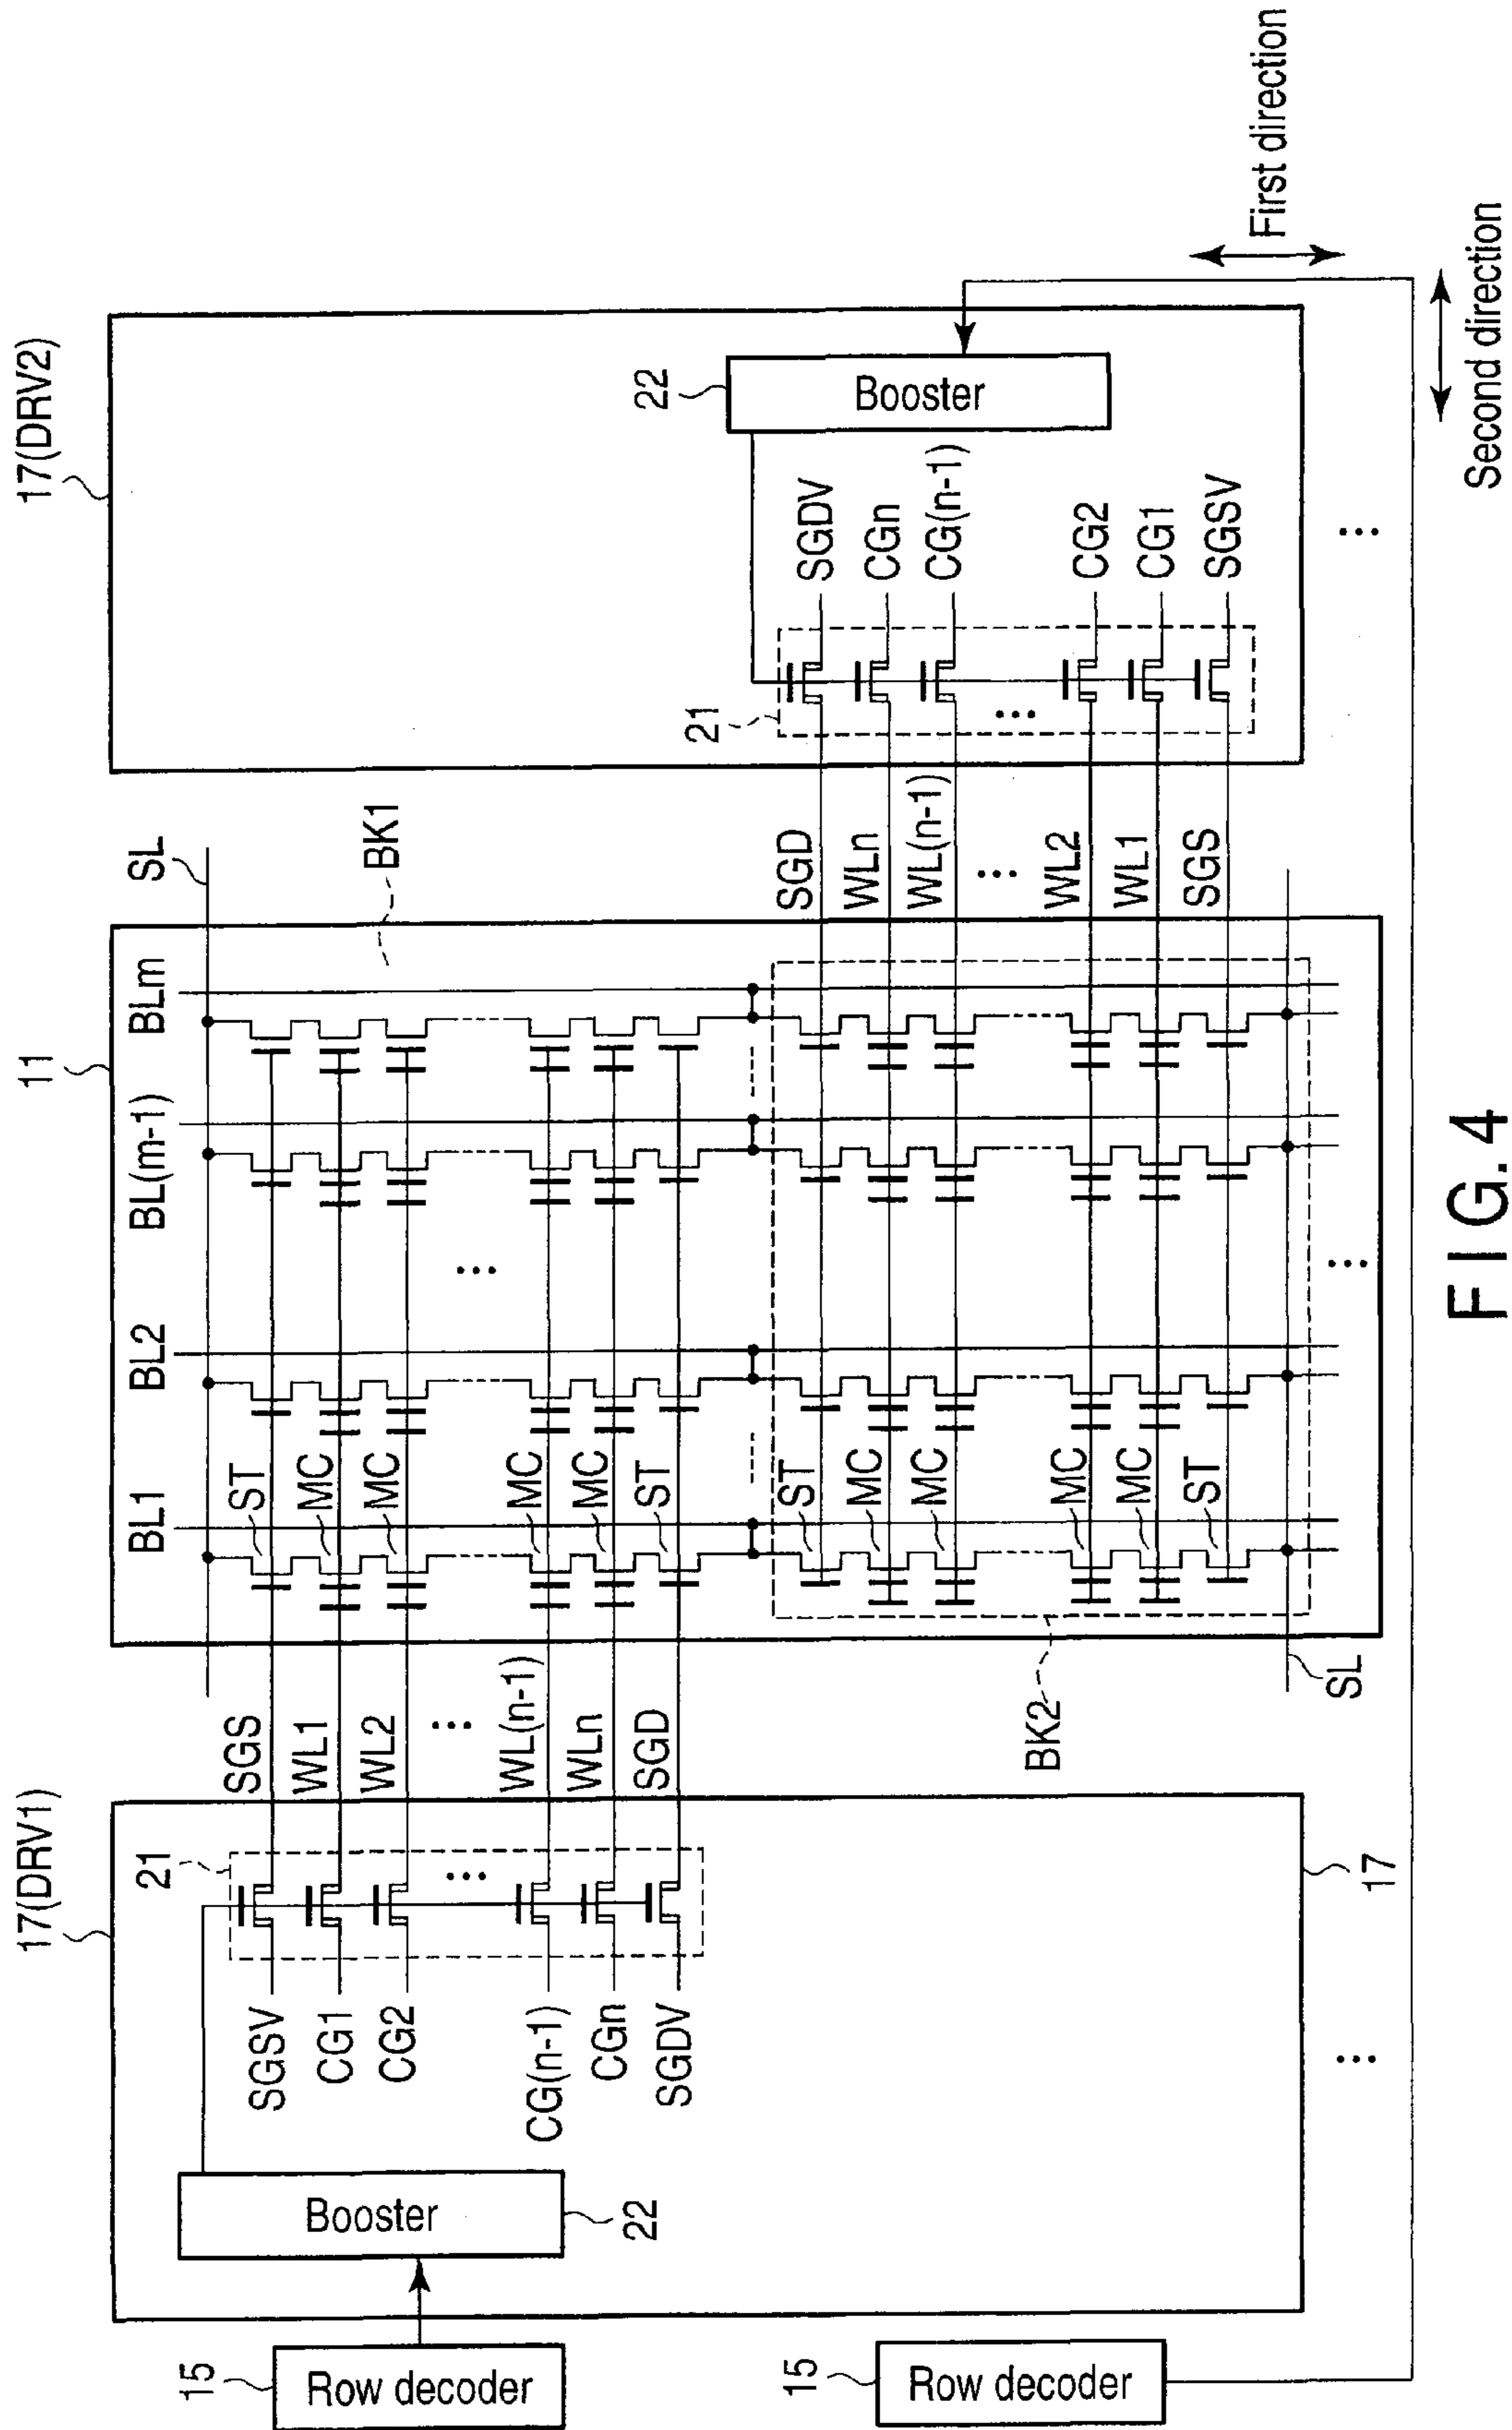 17(DRV1)
11
17(DRV2)
BL1
BL2
BL(m-1)
BLm
SL
15
Row decoder
Booster
22
21
SGSV
CG1
CG2
CG(n-1)
CGn
SGDV
SGS
WL1
WL2
...
WL(n-1)
WLn
SGD
...
ST
MC
MC
MC
MC
ST
...
BK1
15
Row decoder
17
...
BK2
SL
ST
MC
MC
MC
MC
ST
...
SGD
WLn
WL(n-1)
...
WL2
WL1
SGS
21
...
22
Booster
SGDV
CGn
CG(n-1)
CG2
CG1
SGSV
...
First direction
Second direction
FIG. 4